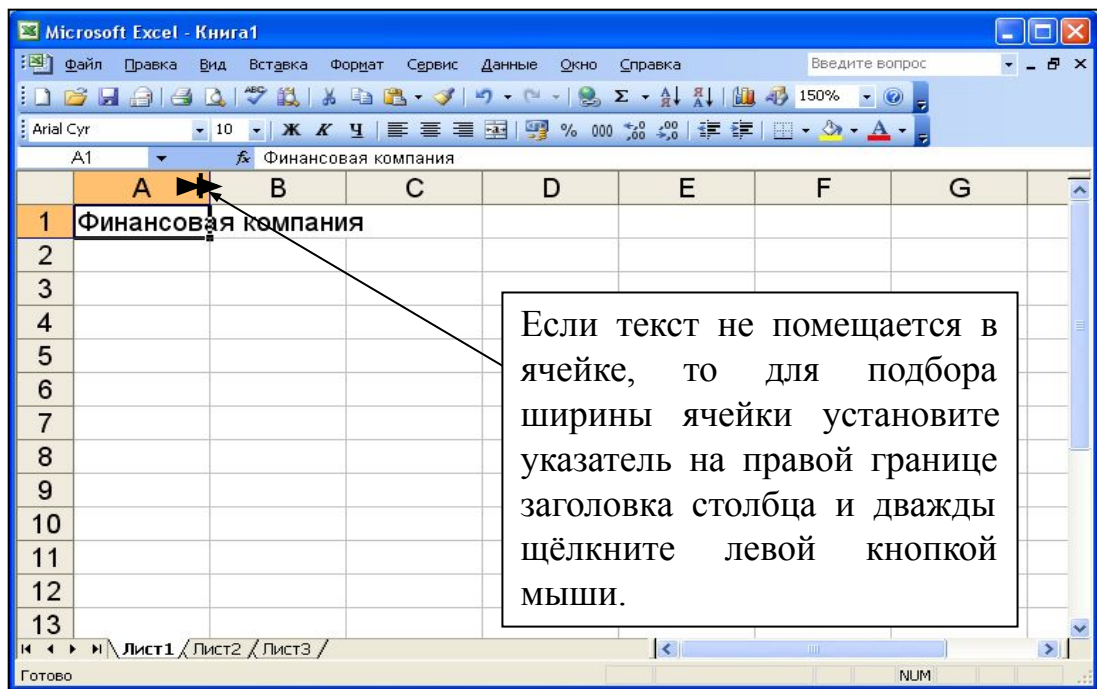 Microsoft Excel - Книга1
Файл Правка Вид Вставка Формат Сервис Данные Окно Справка Введите вопрос
150%
Arial Cyr 10 Ж К Ч % 000
A1 fx Финансовая компания
A B C D E F G
1 Финансовая компания
2
3
4
5
6
7
8
9
10
11
12
13
Если текст не помещается в
ячейке, то для подбора
ширины ячейки установите
указатель на правой границе
заголовка столбца и дважды
щёлкните левой кнопкой
мыши.
Лист1 Лист2 Лист3
Готово NUM